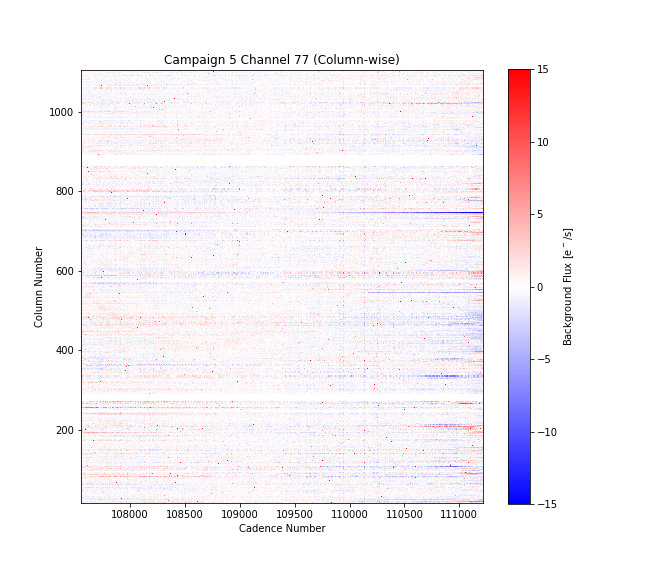 Campaign 5 Channel 77 (Column-wise)
1000
800
600
400
200
Column Number
108000 108500 109000 109500 110000 110500 111000
Cadence Number
15
10
5
0
−5
−10
−15
Background Flux [e⁻/s]